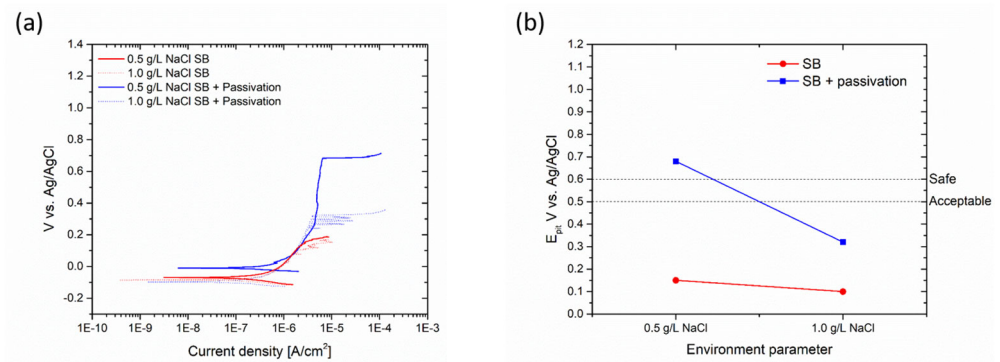 (a)
0.5 g/L NaCl SB
1.0 g/L NaCl SB
0.5 g/L NaCl SB + Passivation
1.0 g/L NaCl SB + Passivation
1.4
1.2
1.0
0.8
0.6
0.4
0.2
0.0
-0.2
V vs. Ag/AgCl
1E-10 1E-9 1E-8 1E-7 1E-6 1E-5 1E-4 1E-3
Current density [A/cm²]
(b)
SB
SB + passivation
1.2
1.1
1.0
0.9
0.8
0.7
0.6
0.5
0.4
0.3
0.2
0.1
0.0
E_pit V vs. Ag/AgCl
Safe
Acceptable
0.5 g/L NaCl 1.0 g/L NaCl
Environment parameter